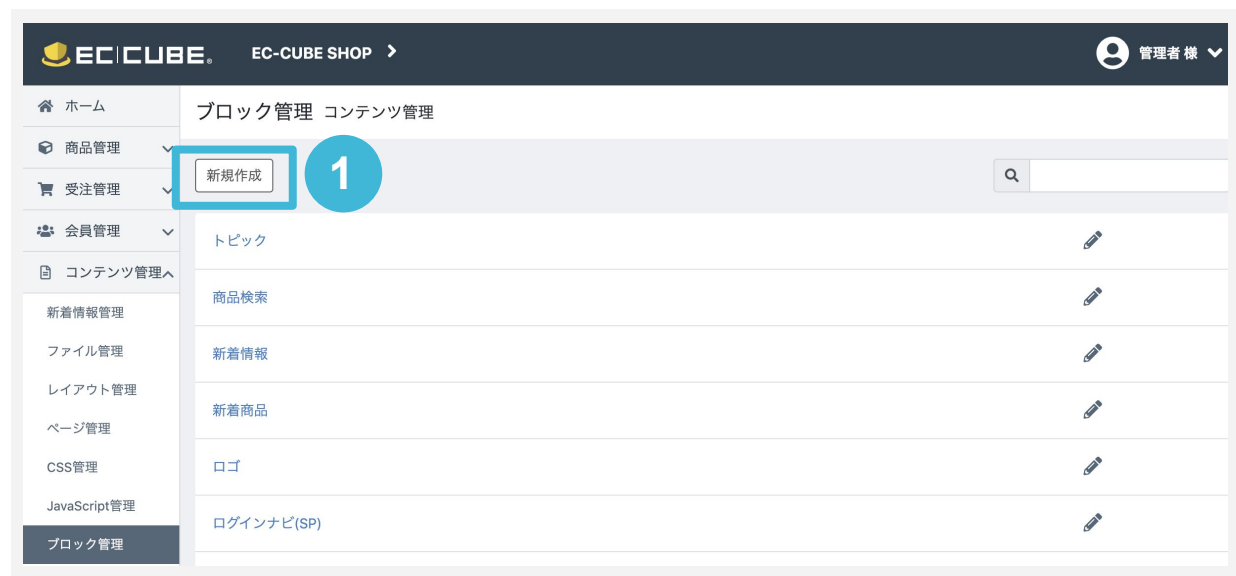 EC CUBE® EC-CUBE SHOP 管理者 様
ホーム
商品管理
受注管理
会員管理
コンテンツ管理
新着情報管理
ファイル管理
レイアウト管理
ページ管理
CSS管理
JavaScript管理
ブロック管理
ブロック管理 コンテンツ管理
新規作成 1
トピック
商品検索
新着情報
新着商品
ロゴ
ログインナビ(SP)